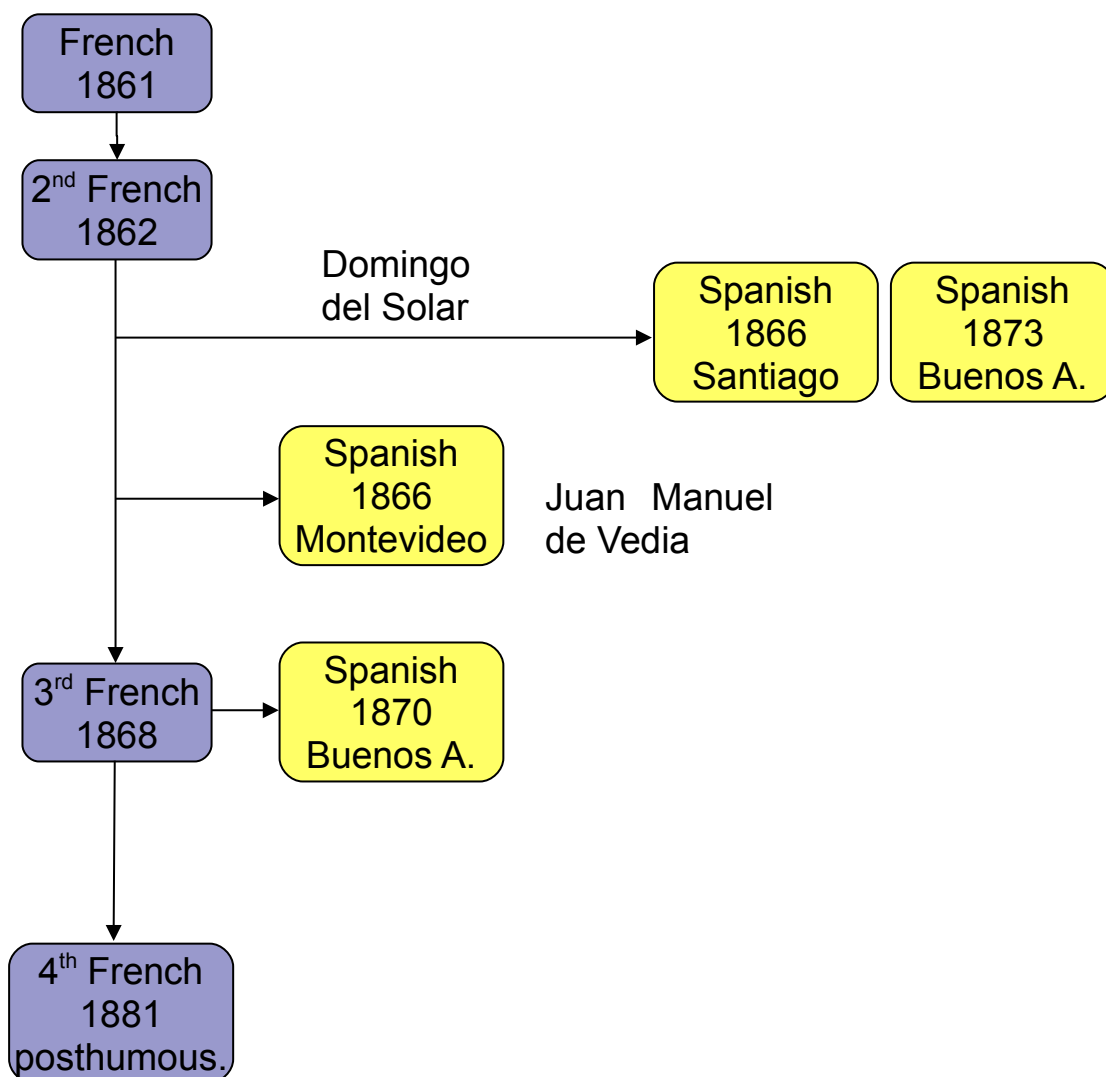 French
1861
2nd French
1862
Domingo
del Solar
Spanish
1866
Santiago
Spanish
1873
Buenos A.
Spanish
1866
Montevideo
Juan Manuel
de Vedia
3rd French
1868
Spanish
1870
Buenos A.
4th French
1881
posthumous.